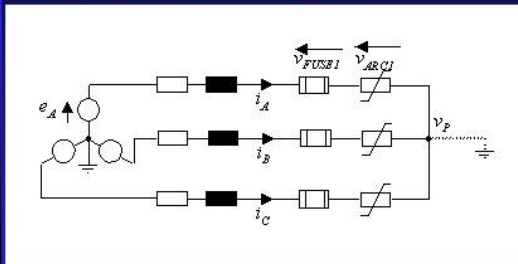 v_FUSE1 v_ARC1
e_A i_A
v_P
i_B
i_C